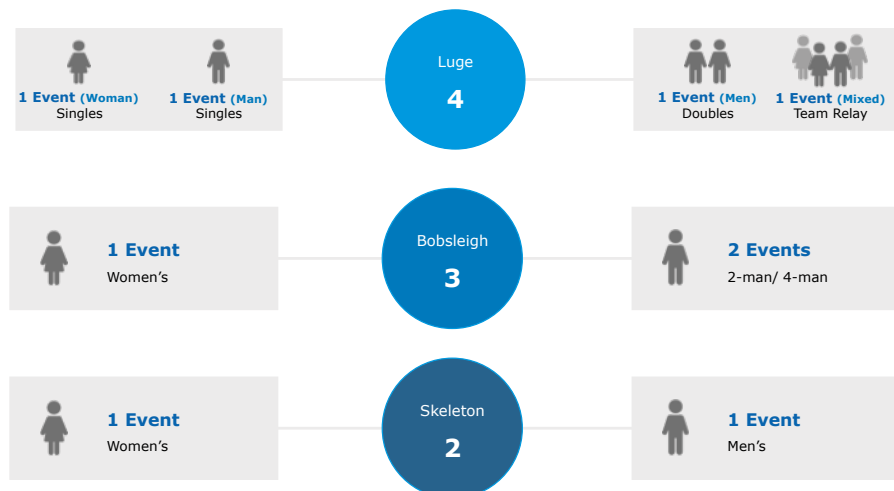 Luge
4
1 Event (Woman)
Singles
1 Event (Man)
Singles
1 Event (Men)
Doubles
1 Event (Mixed)
Team Relay
Bobsleigh
3
1 Event
Women’s
2 Events
2-man/ 4-man
Skeleton
2
1 Event
Women’s
1 Event
Men’s